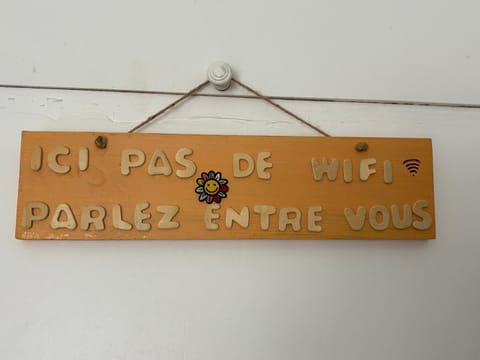 ICI PAS DE WIFI
PARLEZ ENTRE VOUS